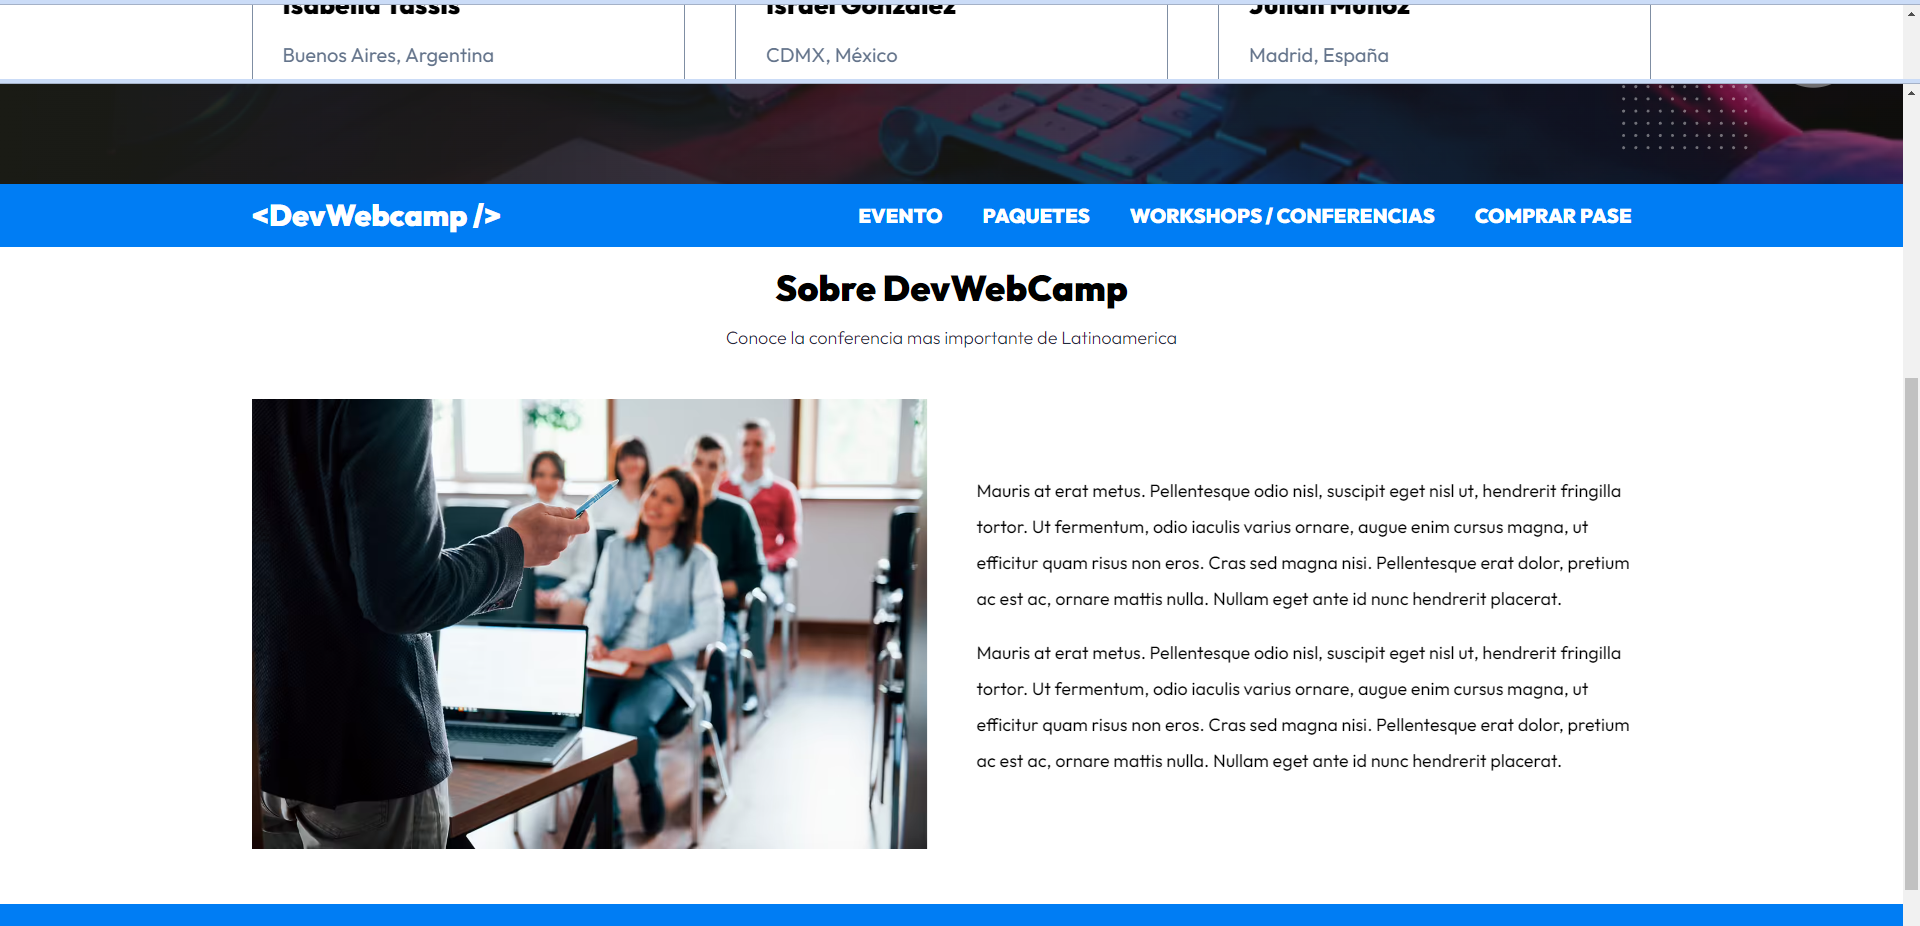 Isabella Tassis
Israel González
Julian Muñoz
Buenos Aires, Argentina
CDMX, México
Madrid, España
<DevWebcamp />
EVENTO
PAQUETES
WORKSHOPS / CONFERENCIAS
COMPRAR PASE
Sobre DevWebCamp
Conoce la conferencia mas importante de Latinoamerica
Mauris at erat metus. Pellentesque odio nisl, suscipit eget nisl ut, hendrerit fringilla
tortor. Ut fermentum, odio iaculis varius ornare, augue enim cursus magna, ut
efficitur quam risus non eros. Cras sed magna nisi. Pellentesque erat dolor, pretium
ac est ac, ornare mattis nulla. Nullam eget ante id nunc hendrerit placerat.
Mauris at erat metus. Pellentesque odio nisl, suscipit eget nisl ut, hendrerit fringilla
tortor. Ut fermentum, odio iaculis varius ornare, augue enim cursus magna, ut
efficitur quam risus non eros. Cras sed magna nisi. Pellentesque erat dolor, pretium
ac est ac, ornare mattis nulla. Nullam eget ante id nunc hendrerit placerat.